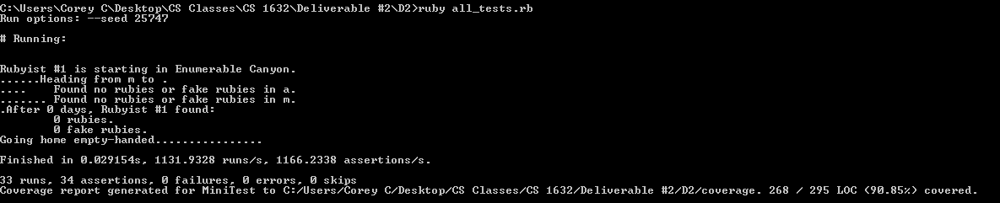 C:\Users\Corey C\Desktop\CS Classes\CS 1632\Deliverable #2\D2>ruby all_tests.rb
Run options: --seed 25747
# Running:
Rubyist #1 is starting in Enumerable Canyon.
......Heading from m to .
....    Found no rubies or fake rubies in a.
....... Found no rubies or fake rubies in m.
.After 0 days, Rubyist #1 found:
        0 rubies.
        0 fake rubies.
Going home empty-handed................
Finished in 0.029154s, 1131.9328 runs/s, 1166.2338 assertions/s.
33 runs, 34 assertions, 0 failures, 0 errors, 0 skips
Coverage report generated for MiniTest to C:/Users/Corey C/Desktop/CS Classes/CS 1632/Deliverable #2/D2/coverage. 268 / 295 LOC (90.85%) covered.